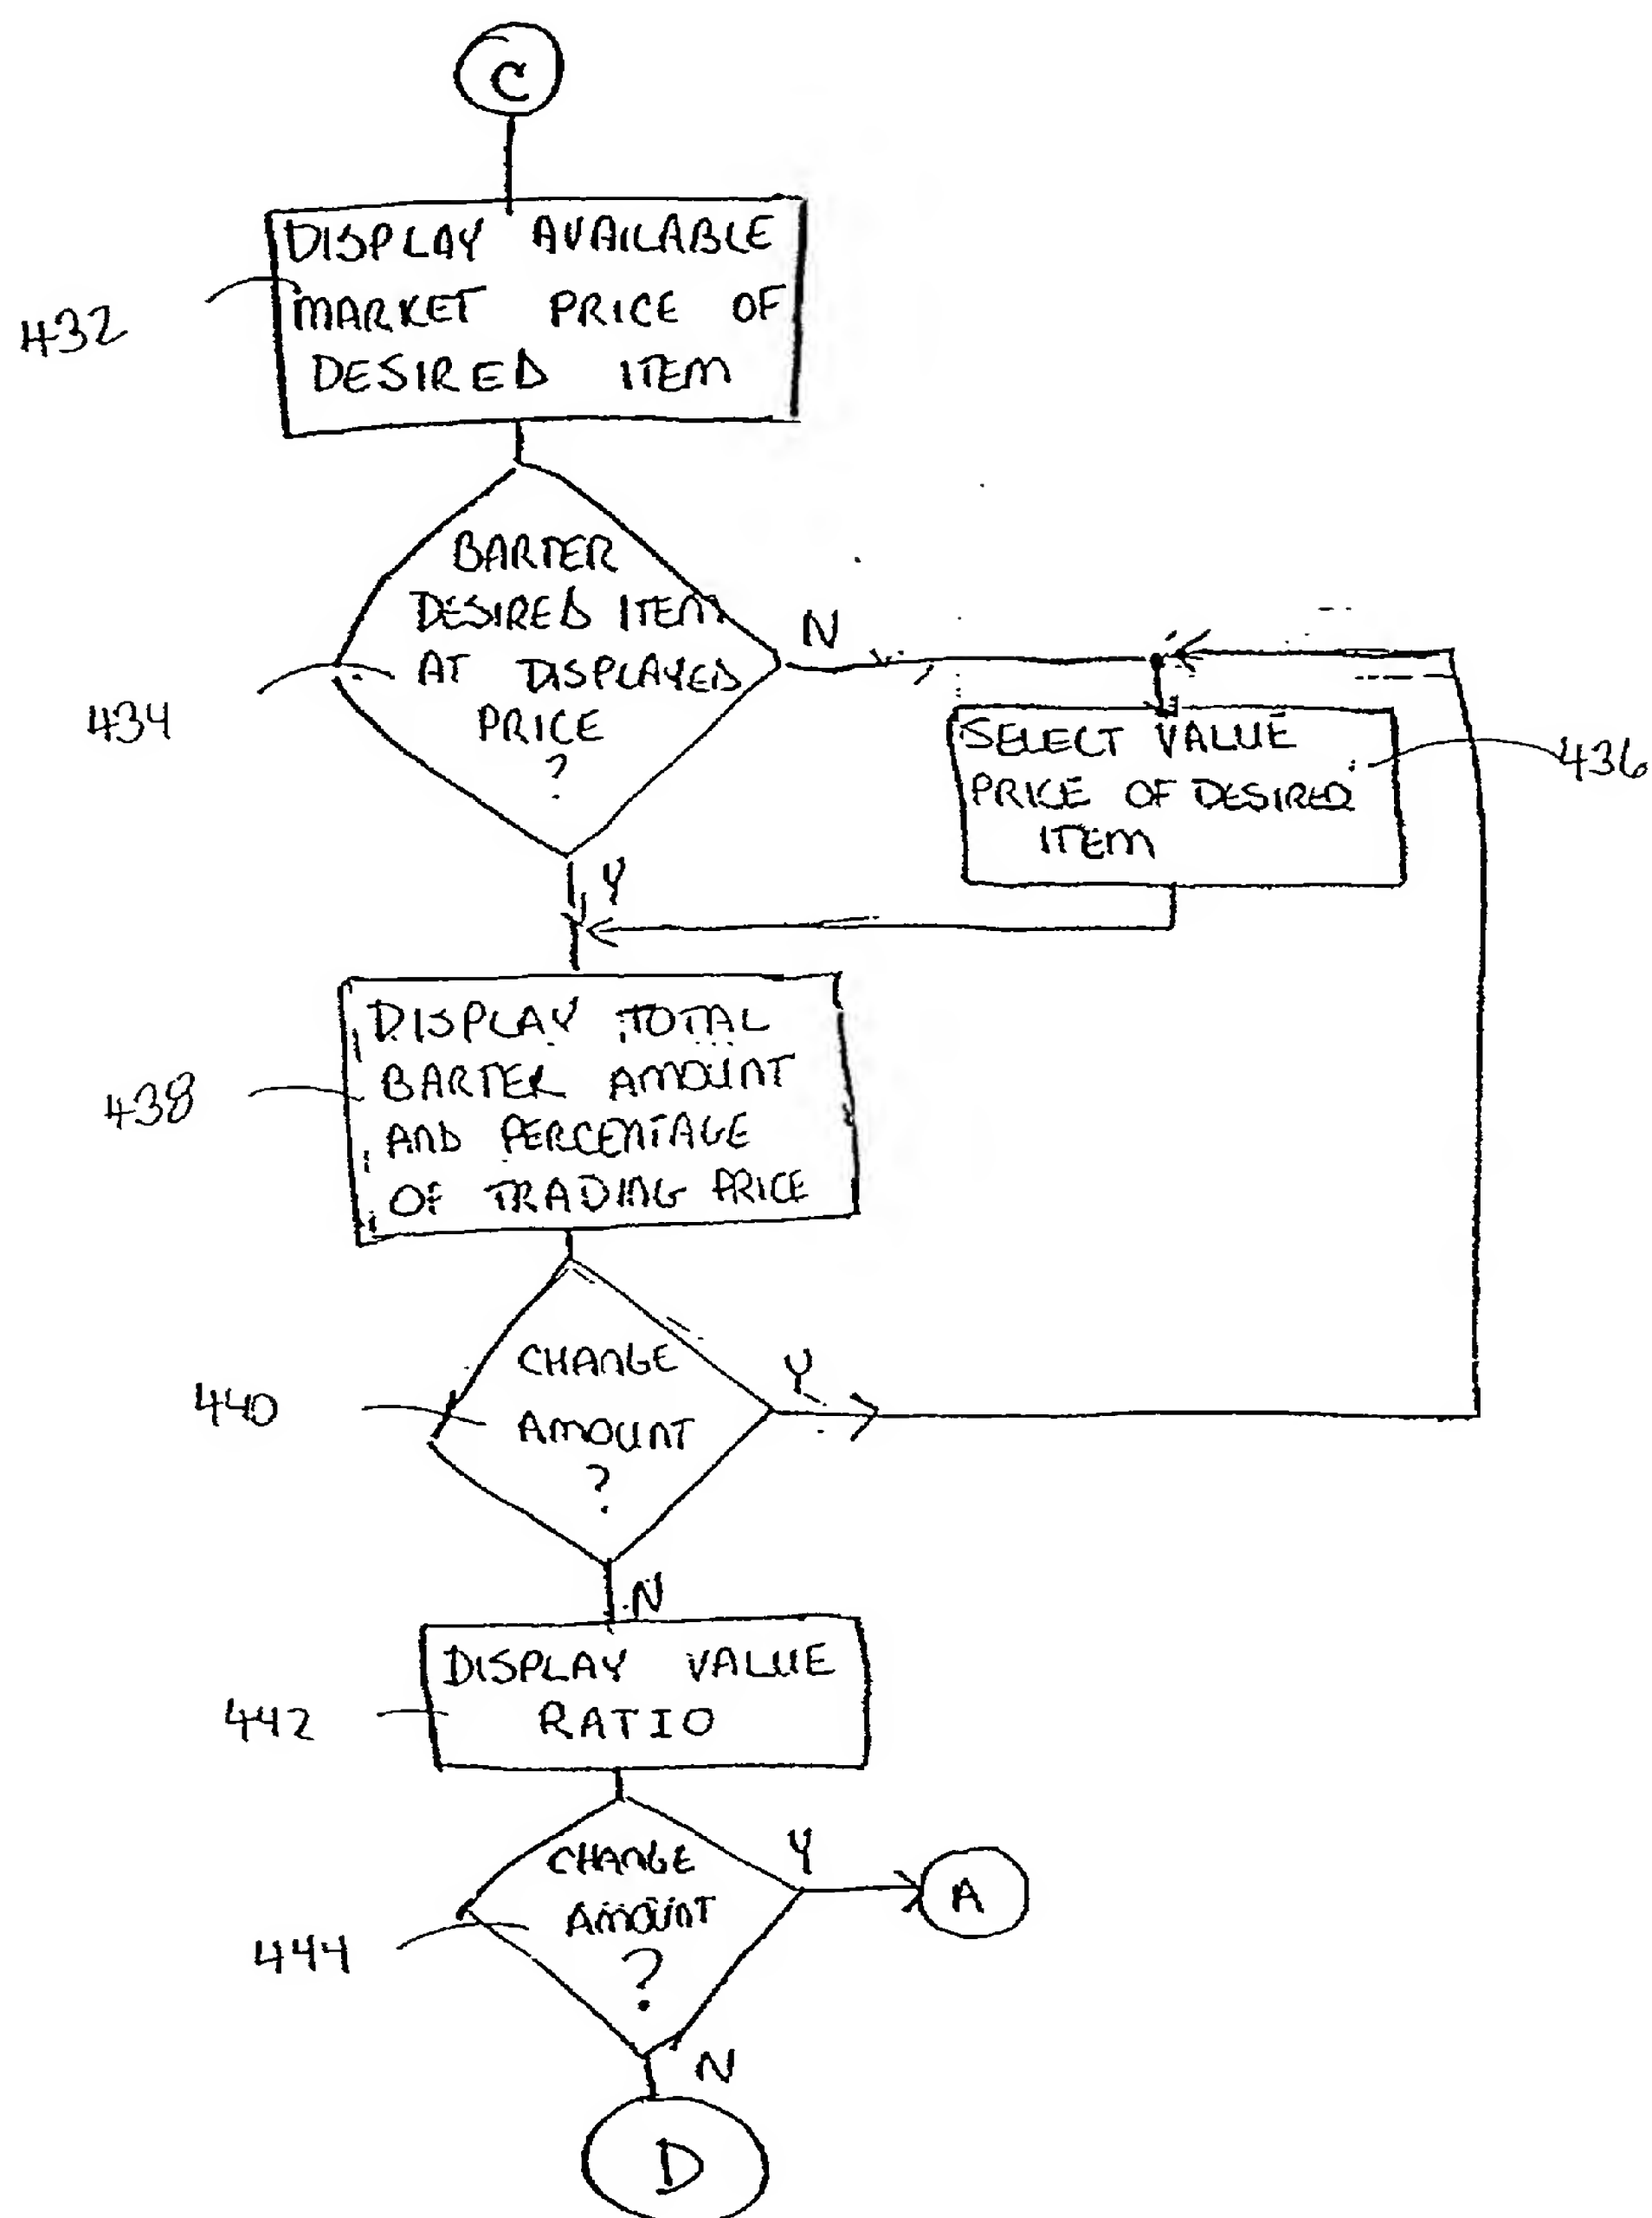 C
DISPLAY AVAILABLE
MARKET PRICE OF
DESIRED ITEM
432
BARTER
DESIRED ITEM
AT DISPLAYED
PRICE
?
434
N
SELECT VALUE
PRICE OF DESIRED
ITEM
436
Y
DISPLAY TOTAL
BARTER AMOUNT
AND PERCENTAGE
OF TRADING PRICE
438
CHANGE
AMOUNT
?
440
Y
N
DISPLAY VALUE
RATIO
442
CHANGE
AMOUNT
?
444
Y
A
N
D